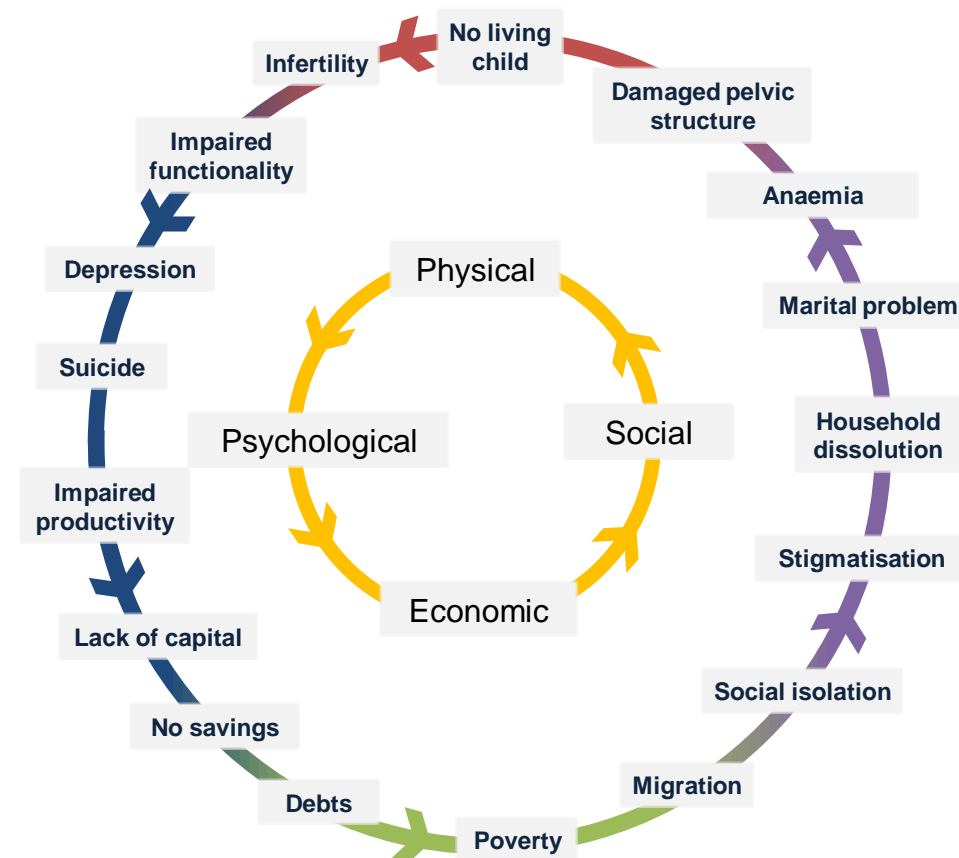 No living
child
Infertility
Damaged pelvic
structure
Impaired
functionality
Anaemia
Depression
Physical
Marital problem
Suicide
Psychological
Social
Household
dissolution
Impaired
productivity
Stigmatisation
Economic
Lack of capital
Social isolation
No savings
Migration
Debts
Poverty